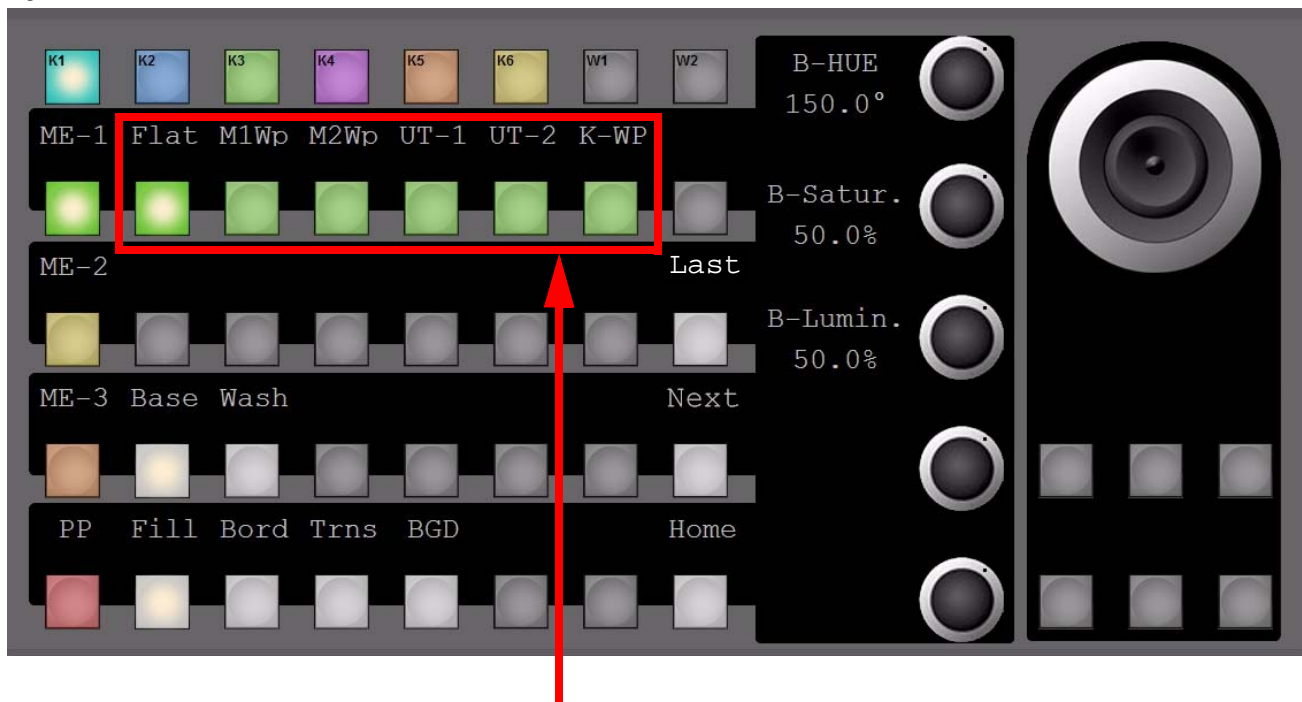 K1 K2 K3 K4 K5 K6 W1 W2
ME-1 Flat M1Wp M2Wp UT-1 UT-2 K-WP
ME-2 Last
ME-3 Base Wash Next
PP Fill Bord Trns BGD Home
B-HUE
150.0°
B-Satur.
50.0%
B-Lumin.
50.0%